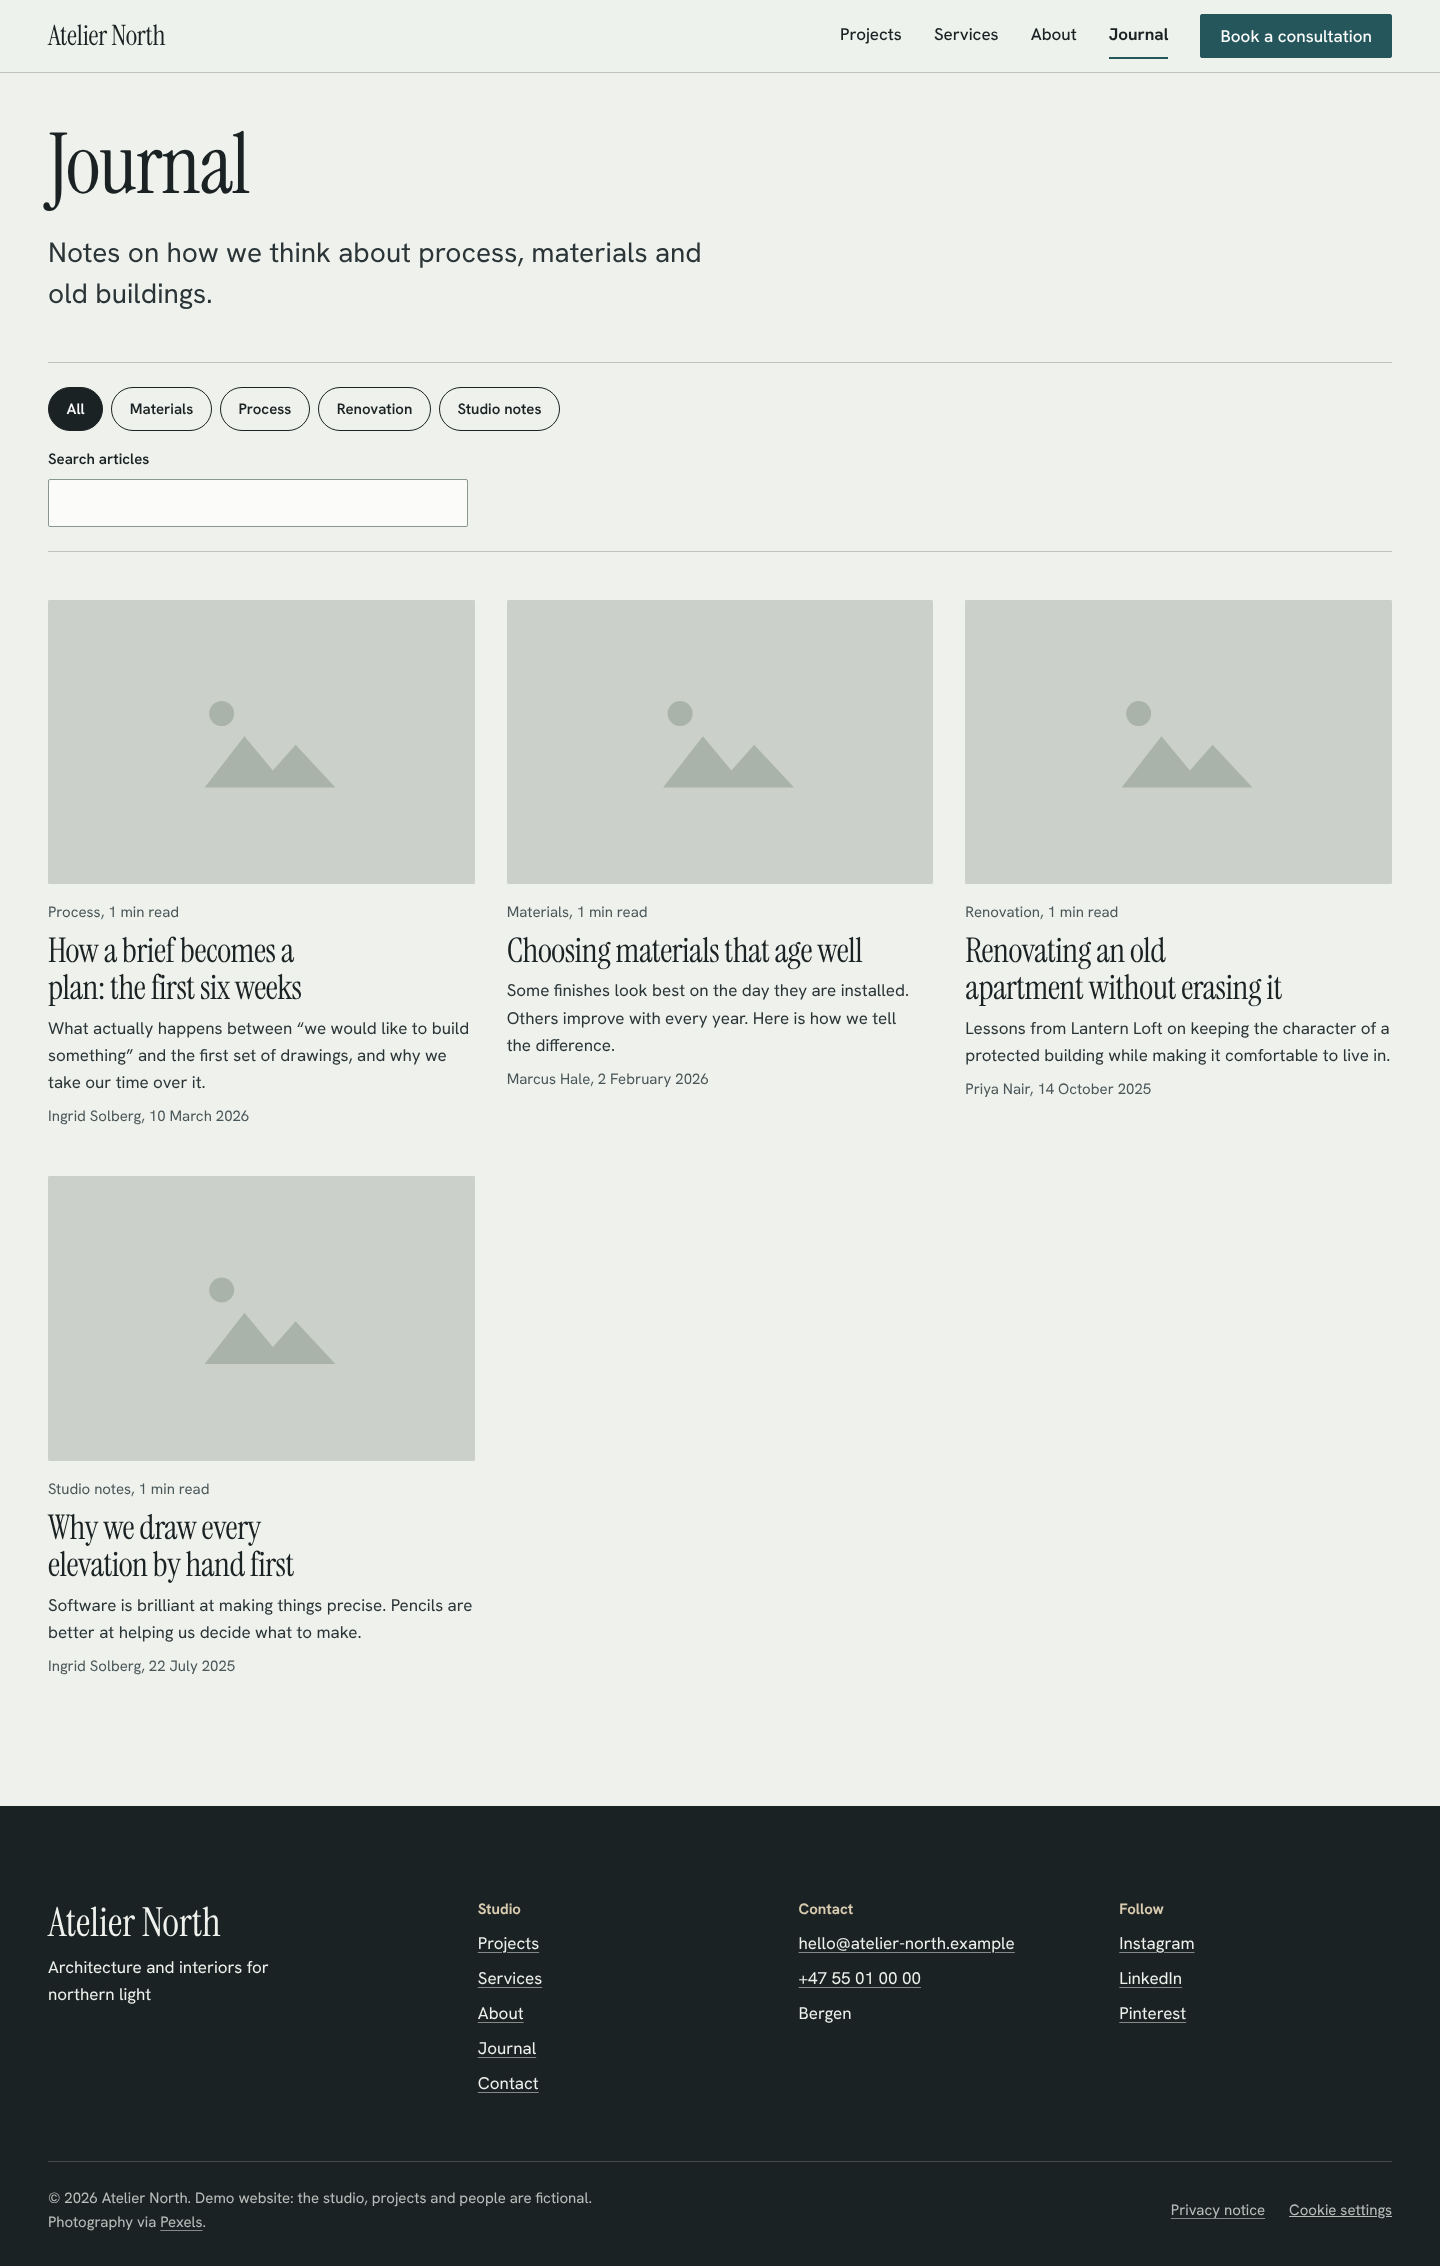 Atelier North
Projects
Services
About
Journal
Book a consultation
Journal
Notes on how we think about process, materials and
old buildings.
All
Materials
Process
Renovation
Studio notes
Search articles
Process, 1 min read
How a brief becomes a
plan: the first six weeks
What actually happens between “we would like to build
something” and the first set of drawings, and why we
take our time over it.
Ingrid Solberg, 10 March 2026
Materials, 1 min read
Choosing materials that age well
Some finishes look best on the day they are installed.
Others improve with every year. Here is how we tell
the difference.
Marcus Hale, 2 February 2026
Renovation, 1 min read
Renovating an old
apartment without erasing it
Lessons from Lantern Loft on keeping the character of a
protected building while making it comfortable to live in.
Priya Nair, 14 October 2025
Studio notes, 1 min read
Why we draw every
elevation by hand first
Software is brilliant at making things precise. Pencils are
better at helping us decide what to make.
Ingrid Solberg, 22 July 2025
Atelier North
Architecture and interiors for
northern light
Studio
Projects
Services
About
Journal
Contact
Contact
hello@atelier-north.example
+47 55 01 00 00
Bergen
Follow
Instagram
LinkedIn
Pinterest
© 2026 Atelier North. Demo website: the studio, projects and people are fictional.
Photography via Pexels.
Privacy notice
Cookie settings